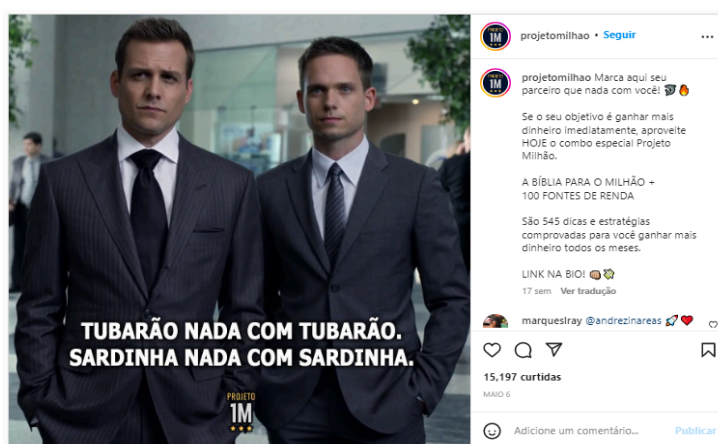 TUBARÃO NADA COM TUBARÃO.
SARDINHA NADA COM SARDINHA.
PROJETO
1M
projetomilhao • Seguir
projetomilhao Marca aqui seu
parceiro que nada com você!
Se o seu objetivo é ganhar mais
dinheiro imediatamente, aproveite
HOJE o combo especial Projeto
Milhão.
A BÍBLIA PARA O MILHÃO +
100 FONTES DE RENDA
São 545 dicas e estratégias
comprovadas para você ganhar mais
dinheiro todos os meses.
LINK NA BIO!
17 sem Ver tradução
marqueslray @andrezinareas
15,197 curtidas
MAIO 6
Adicione um comentário...
Publicar